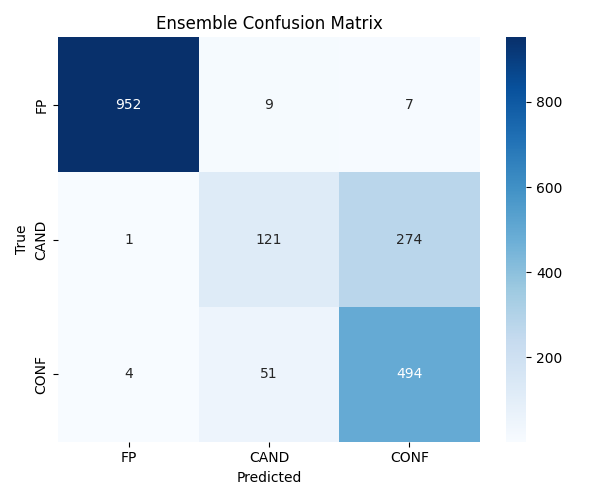 Ensemble Confusion Matrix
FP
952
9
7
800
600
True
CAND
1
121
274
400
CONF
4
51
494
200
FP
CAND
CONF
Predicted